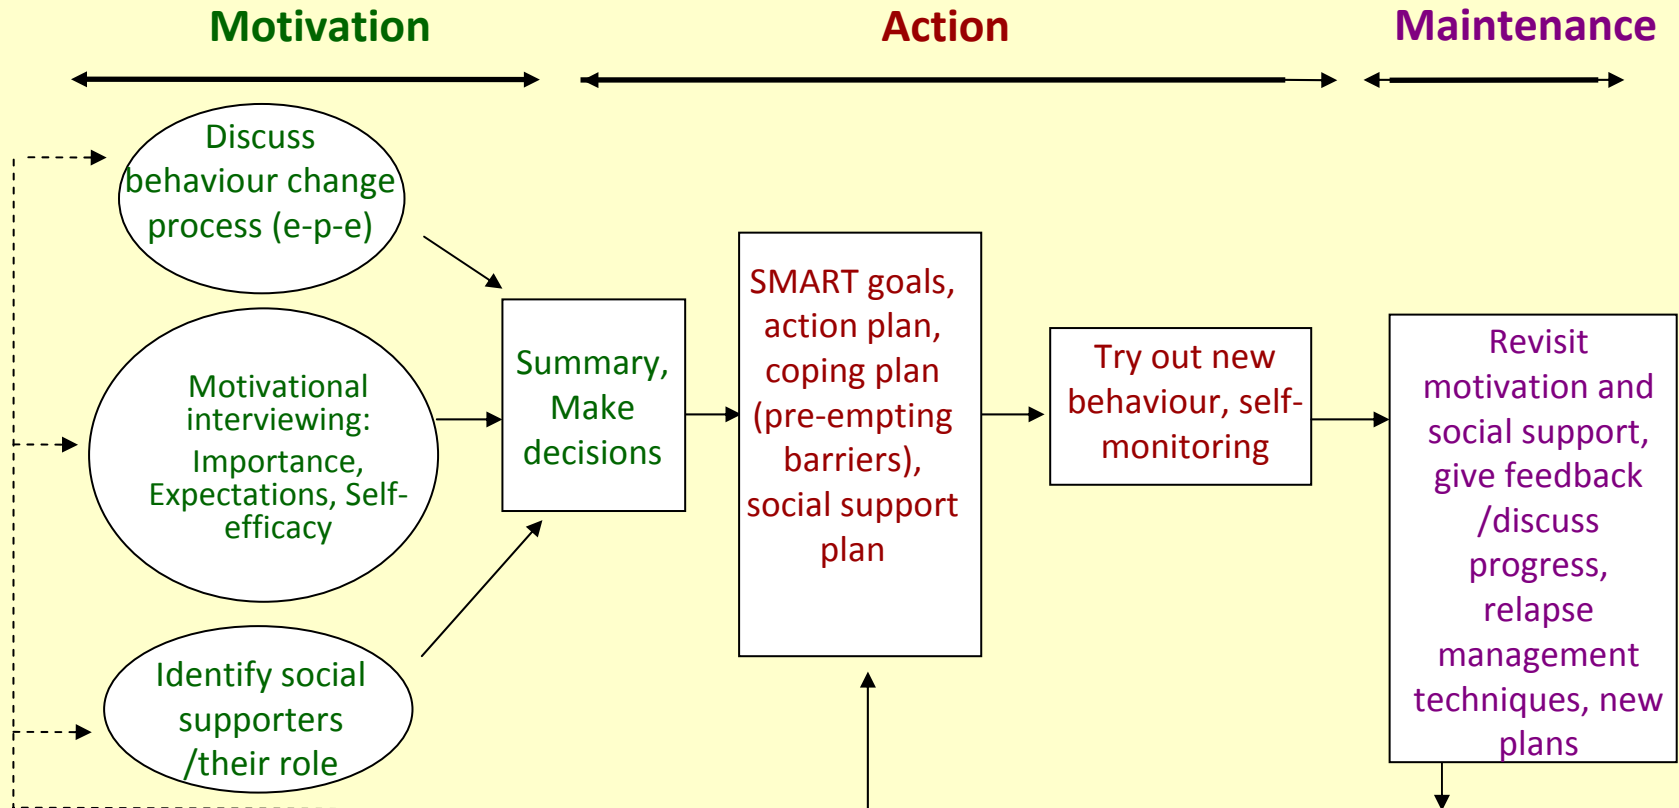 Motivation
Action
Maintenance
Discuss
behaviour change
process (e-p-e)
Motivational
interviewing:
Importance,
Expectations, Self-
efficacy
Identify social
supporters
/their role
Summary,
Make
decisions
SMART goals,
action plan,
coping plan
(pre-empting
barriers),
social support
plan
Try out new
behaviour, self-
monitoring
Revisit
motivation and
social support,
give feedback
/discuss
progress,
relapse
management
techniques, new
plans